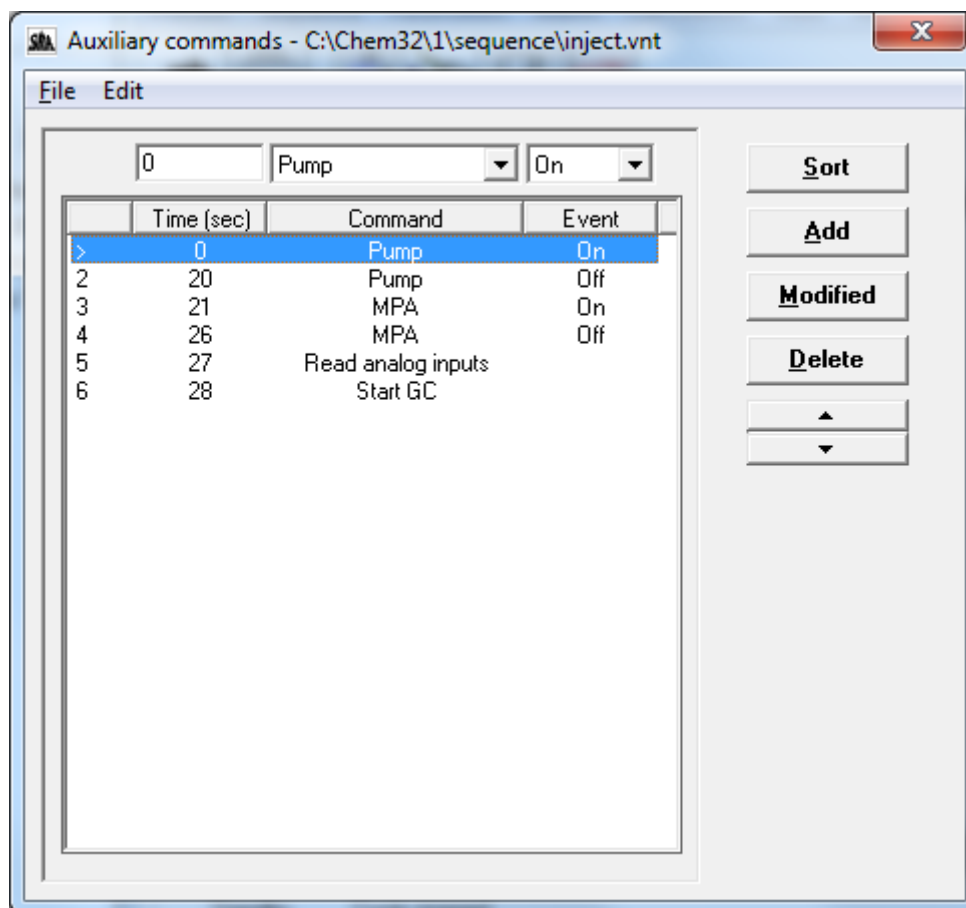 SRA Auxiliary commands - C:\Chem32\1\sequence\inject.vnt
File Edit
0 Pump On
Time (sec) Command Event
> 0 Pump On
2 20 Pump Off
3 21 MPA On
4 26 MPA Off
5 27 Read analog inputs
6 28 Start GC
Sort
Add
Modified
Delete